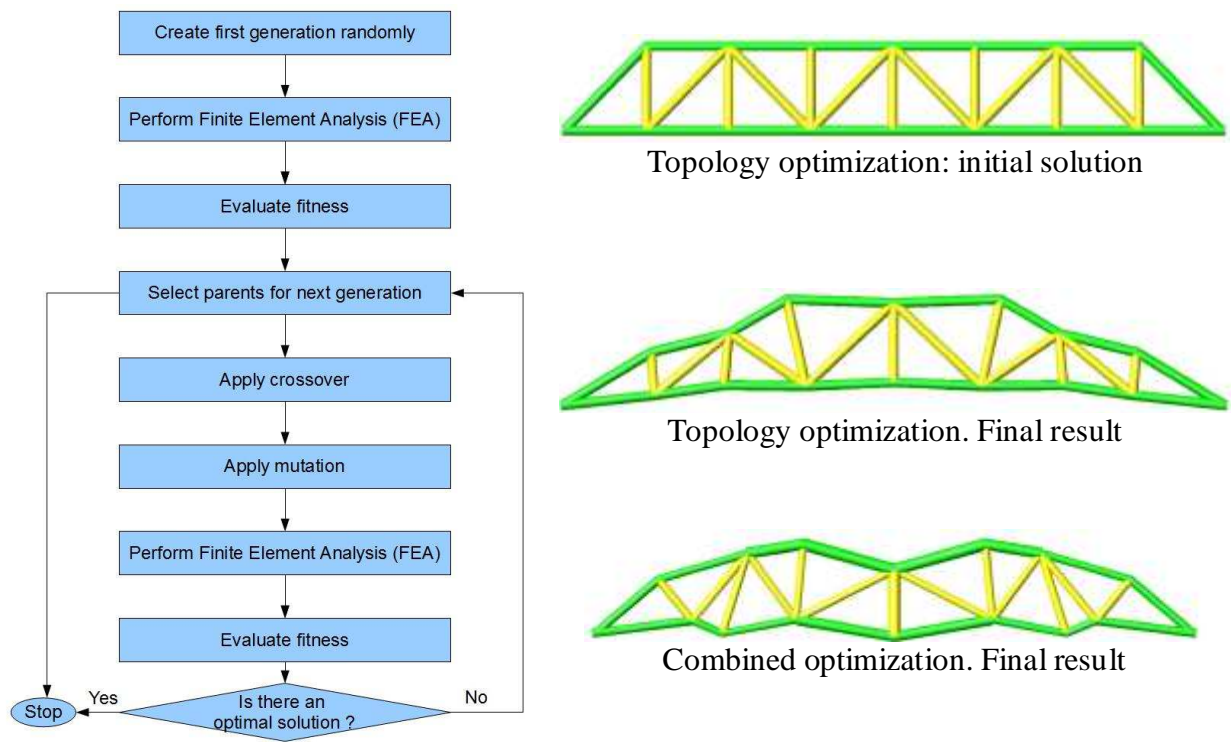 Create first generation randomly
Perform Finite Element Analysis (FEA)
Evaluate fitness
Select parents for next generation
Apply crossover
Apply mutation
Perform Finite Element Analysis (FEA)
Evaluate fitness
Is there an
optimal solution ?
Yes
No
Stop
Topology optimization: initial solution
Topology optimization. Final result
Combined optimization. Final result